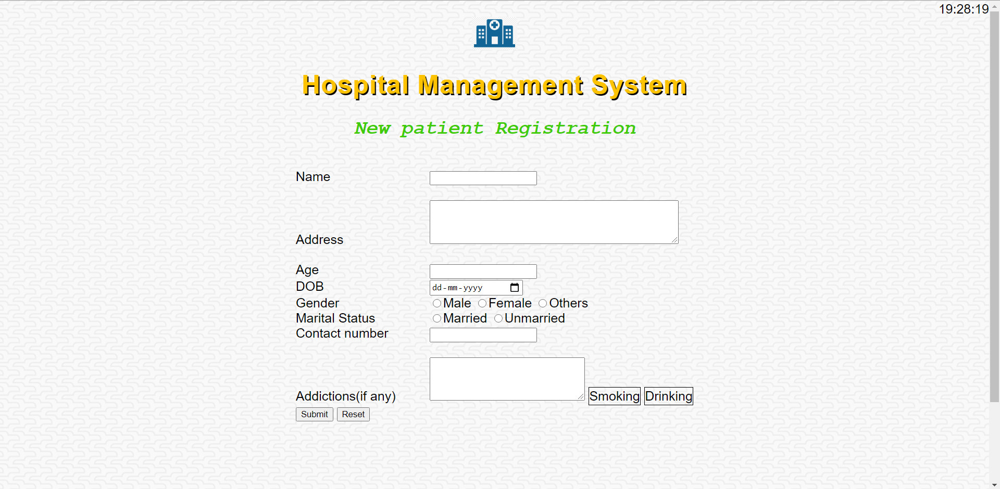 19:28:19
Hospital Management System
New patient Registration
Name
Address
Age
DOB dd-mm-yyyy
Gender Male Female Others
Marital Status Married Unmarried
Contact number
Addictions(if any) Smoking Drinking
Submit Reset